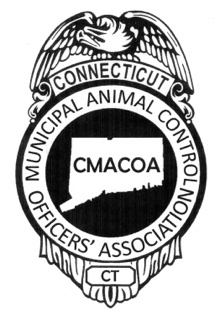 CONNECTICUT
MUNICIPAL ANIMAL CONTROL
OFFICERS' ASSOCIATION
CMACOA
CT